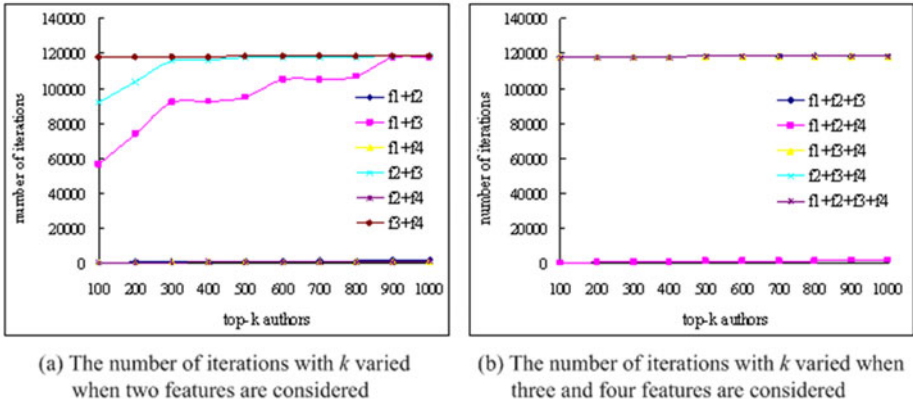 140000
120000
100000
80000
60000
40000
20000
0
number of iterations
100 200 300 400 500 600 700 800 900 1000
top-k authors
f1+f2
f1+f3
f1+f4
f2+f3
f2+f4
f3+f4
(a) The number of iterations with k varied
when two features are considered
140000
120000
100000
80000
60000
40000
20000
0
number of iterations
100 200 300 400 500 600 700 800 900 1000
top-k authors
f1+f2+f3
f1+f2+f4
f1+f3+f4
f2+f3+f4
f1+f2+f3+f4
(b) The number of iterations with k varied when
three and four features are considered